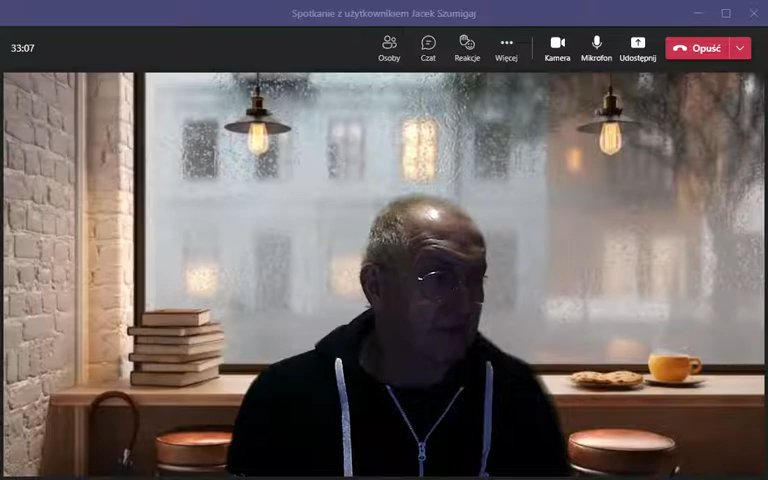 Spotkanie z użytkownikiem Jacek Szumigaj
33:07
Osoby
Czat
Reakcje
Więcej
Kamera
Mikrofon
Udostępnij
Opuść